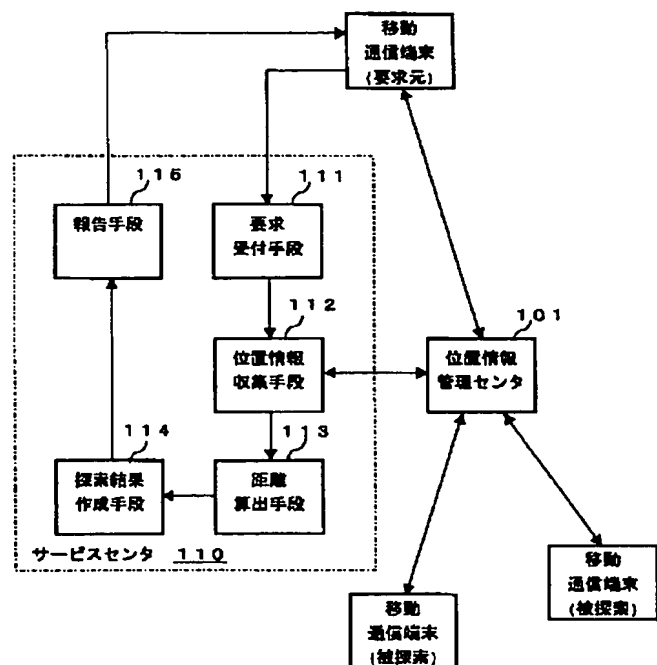 移動
通信端末
(要求元)
115
報告手段
111
要求
受付手段
112
位置情報
収集手段
101
位置情報
管理センタ
114
探索結果
作成手段
113
距離
算出手段
サービスセンタ 110
移動
通信端末
(被探索)
移動
通信端末
(被探索)